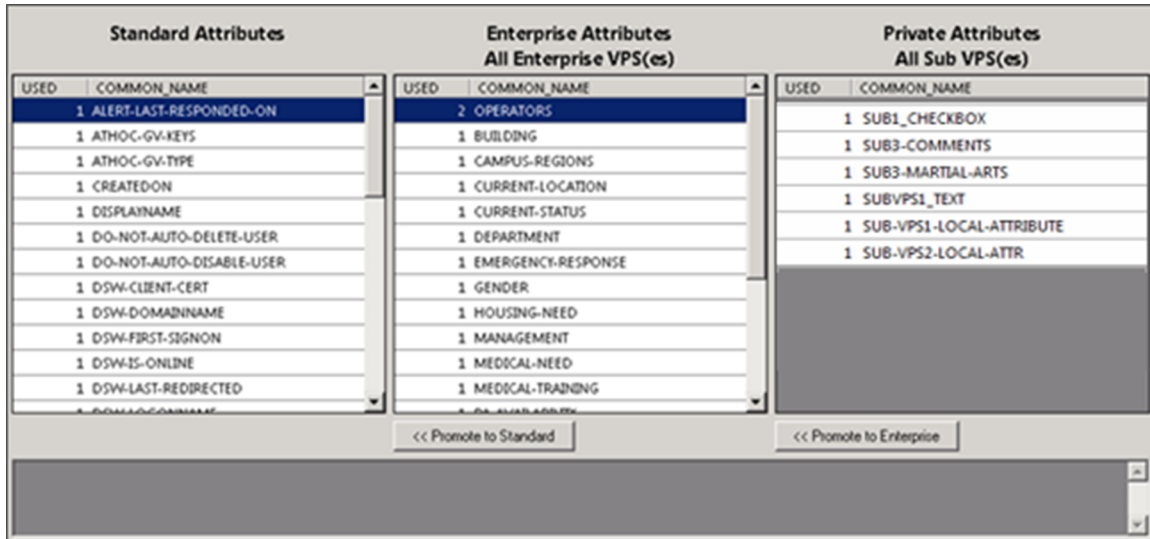 Standard Attributes
USED COMMON_NAME
1 ALERT-LAST-RESPONDED-ON
1 ATHOC-GV-KEYS
1 ATHOC-GV-TYPE
1 CREATEDON
1 DISPLAYNAME
1 DO-NOT-AUTO-DELETE-USER
1 DO-NOT-AUTO-DISABLE-USER
1 DSW-CLIENT-CERT
1 DSW-DOMAINNAME
1 DSW-FIRST-SIGNON
1 DSW-IS-ONLINE
1 DSW-LAST-REDIRECTED
Enterprise Attributes
All Enterprise VPS(es)
USED COMMON_NAME
2 OPERATORS
1 BUILDING
1 CAMPUS-REGIONS
1 CURRENT-LOCATION
1 CURRENT-STATUS
1 DEPARTMENT
1 EMERGENCY-RESPONSE
1 GENDER
1 HOUSING-NEED
1 MANAGEMENT
1 MEDICAL-NEED
1 MEDICAL-TRAINING
<< Promote to Standard
Private Attributes
All Sub VPS(es)
USED COMMON_NAME
1 SUB1_CHECKBOX
1 SUB3-COMMENTS
1 SUB3-MARTIAL-ARTS
1 SUBVPS1_TEXT
1 SUB-VPS1-LOCAL-ATTRIBUTE
1 SUB-VPS2-LOCAL-ATTR
<< Promote to Enterprise